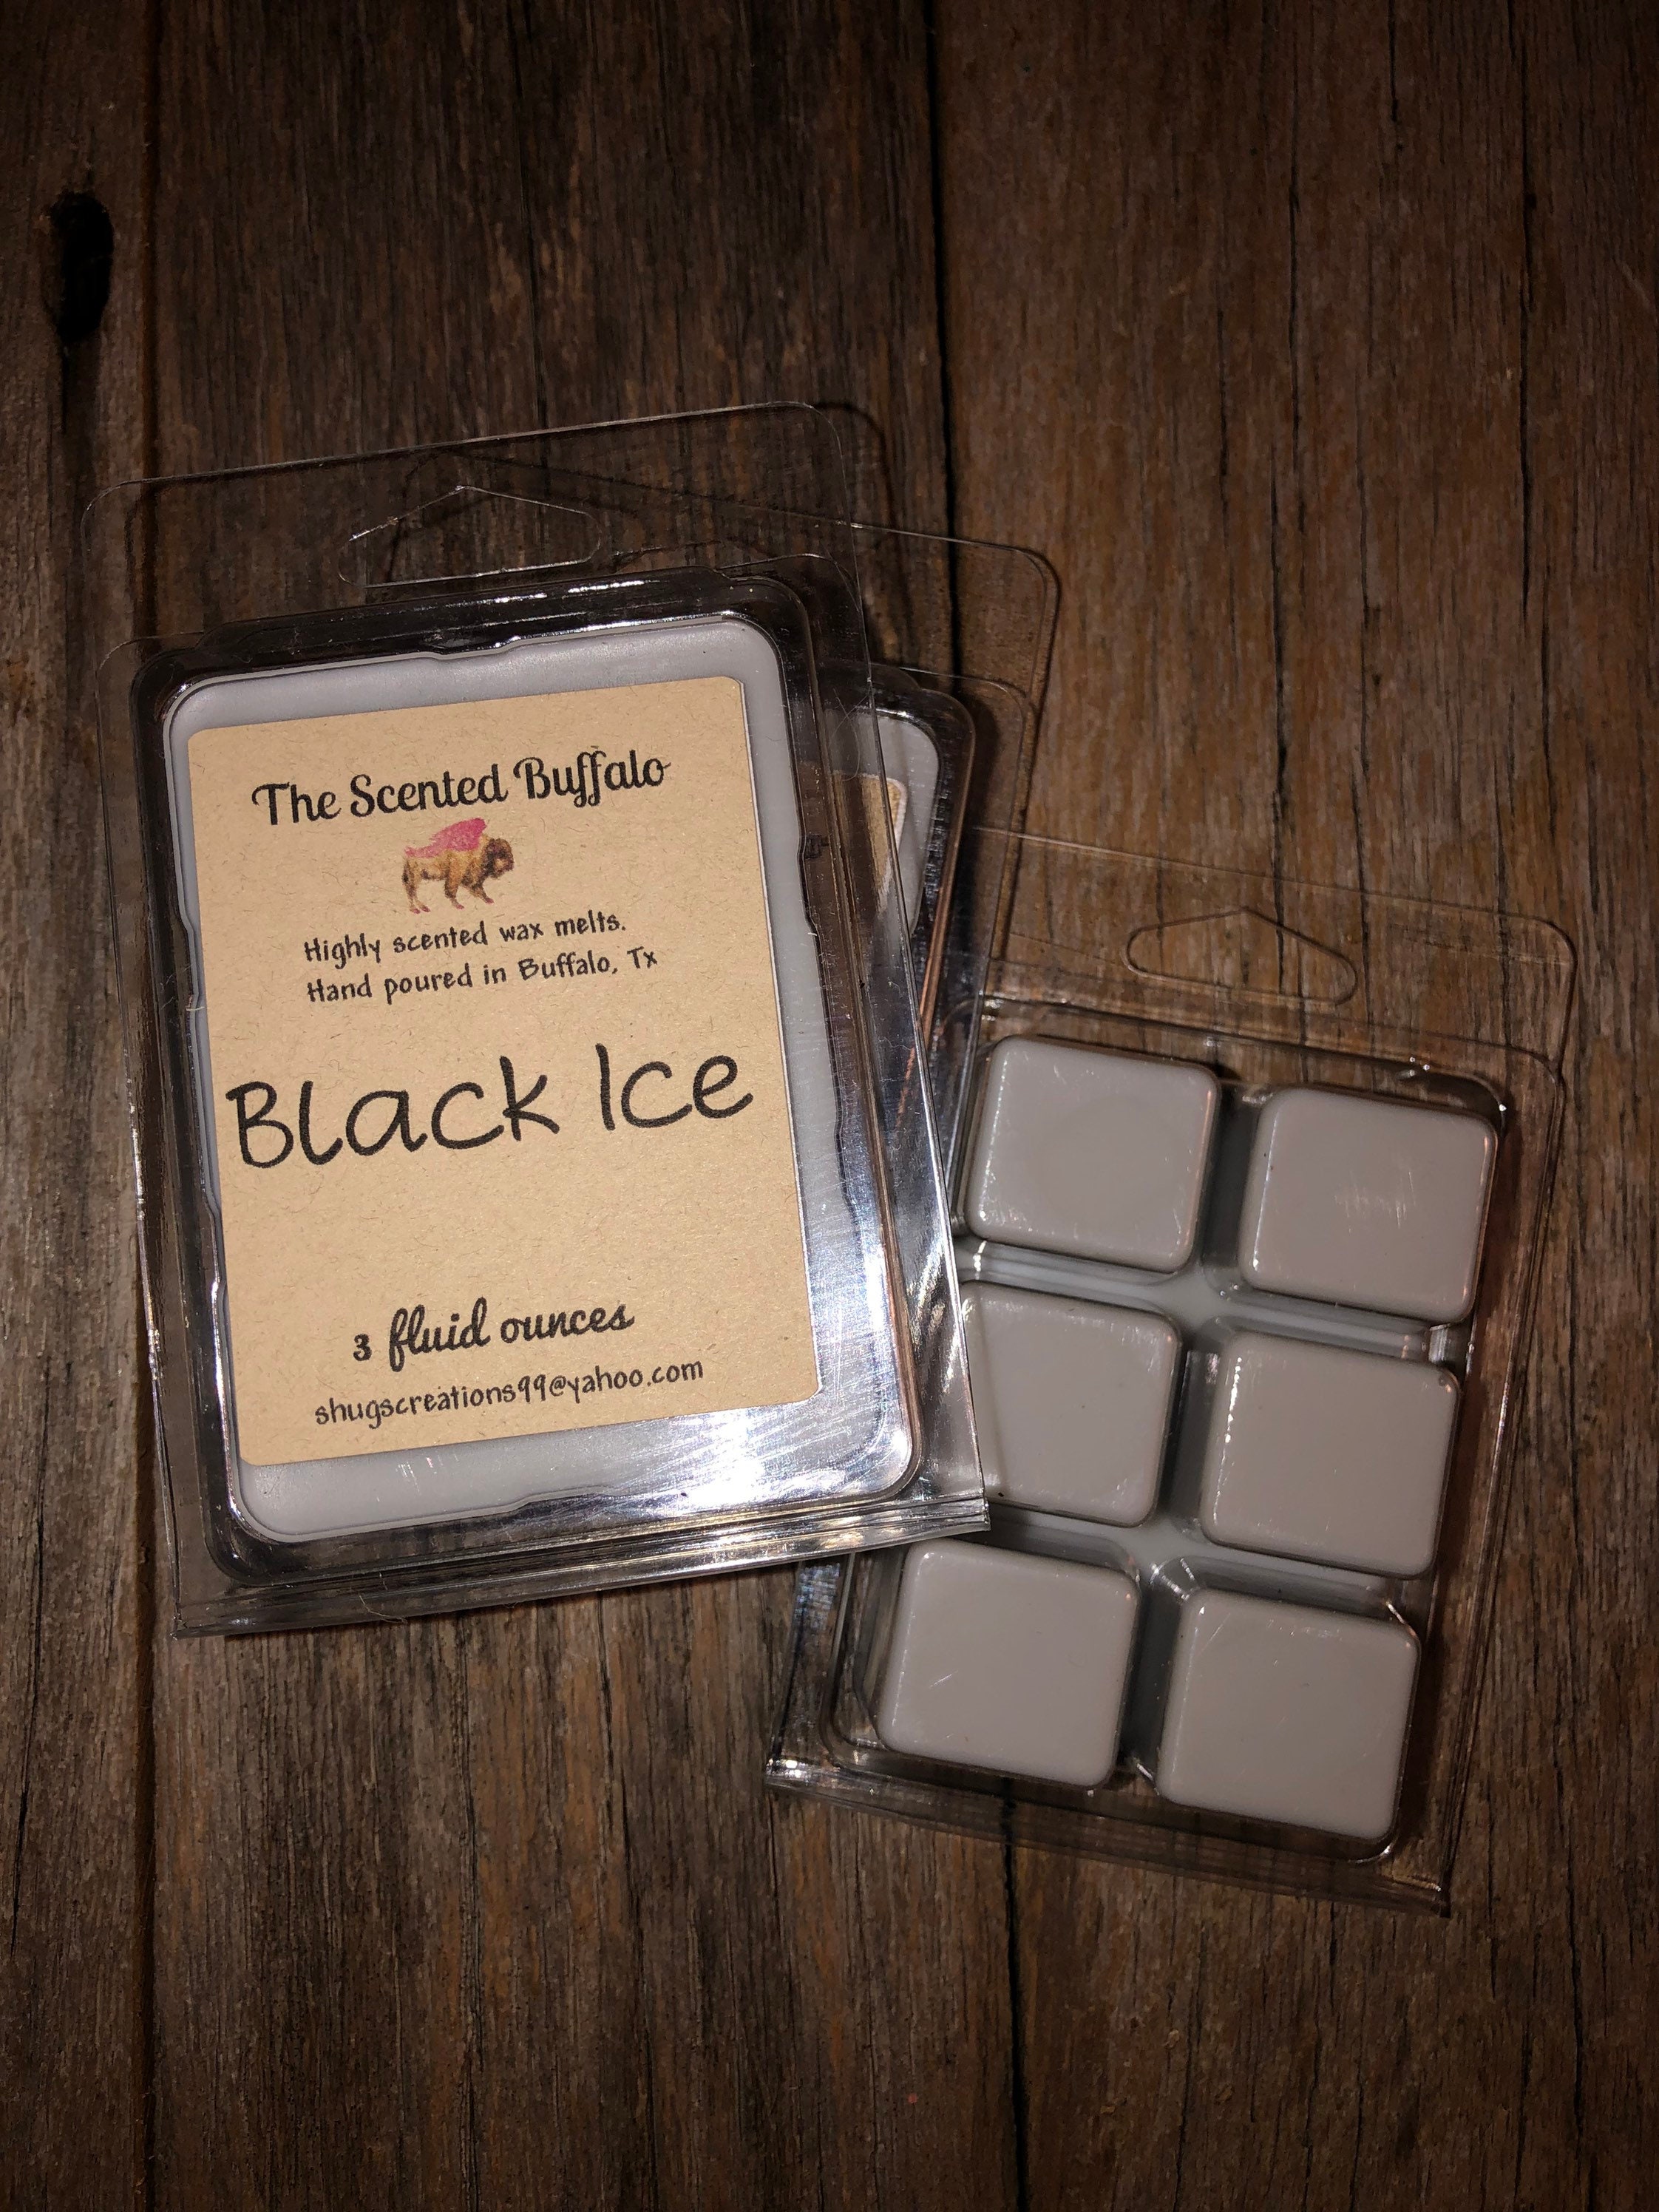 The Scented Buffalo
Highly scented wax melts.
Hand poured in Buffalo, Tx
Black Ice
3 fluid ounces
shugscreations99@yahoo.com